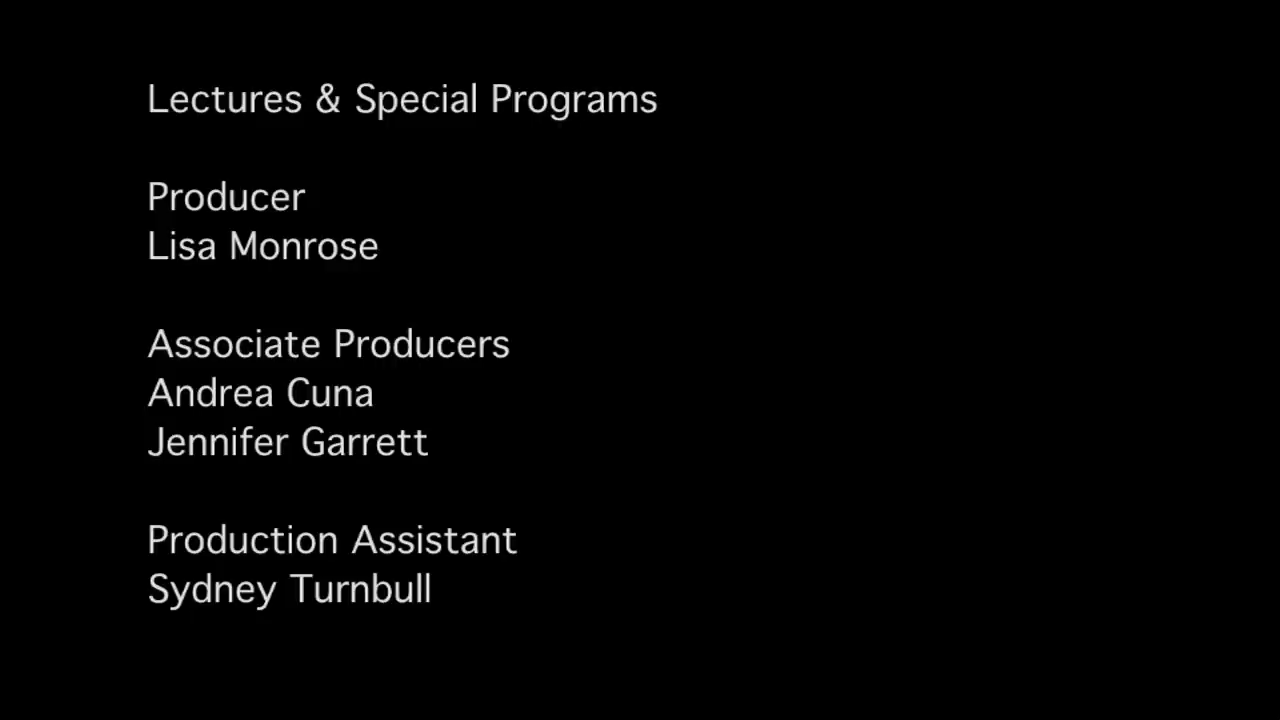 Lectures & Special Programs
Producer
Lisa Monrose
Associate Producers
Andrea Cuna
Jennifer Garrett
Production Assistant
Sydney Turnbull